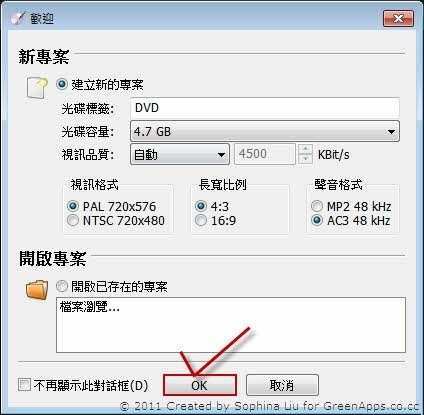 歡迎
新專案
建立新的專案
光碟標籤: DVD
光碟容量: 4.7 GB
視訊品質: 自動 4500 KBit/s
視訊格式 長寬比例 聲音格式
PAL 720x576 4:3 MP2 48 kHz
NTSC 720x480 16:9 AC3 48 kHz
開啟專案
開啟已存在的專案
檔案瀏覽...
不再顯示此對話框(D) OK 取消
© 2011 Created by Sophina Liu for GreenApps.co.cc